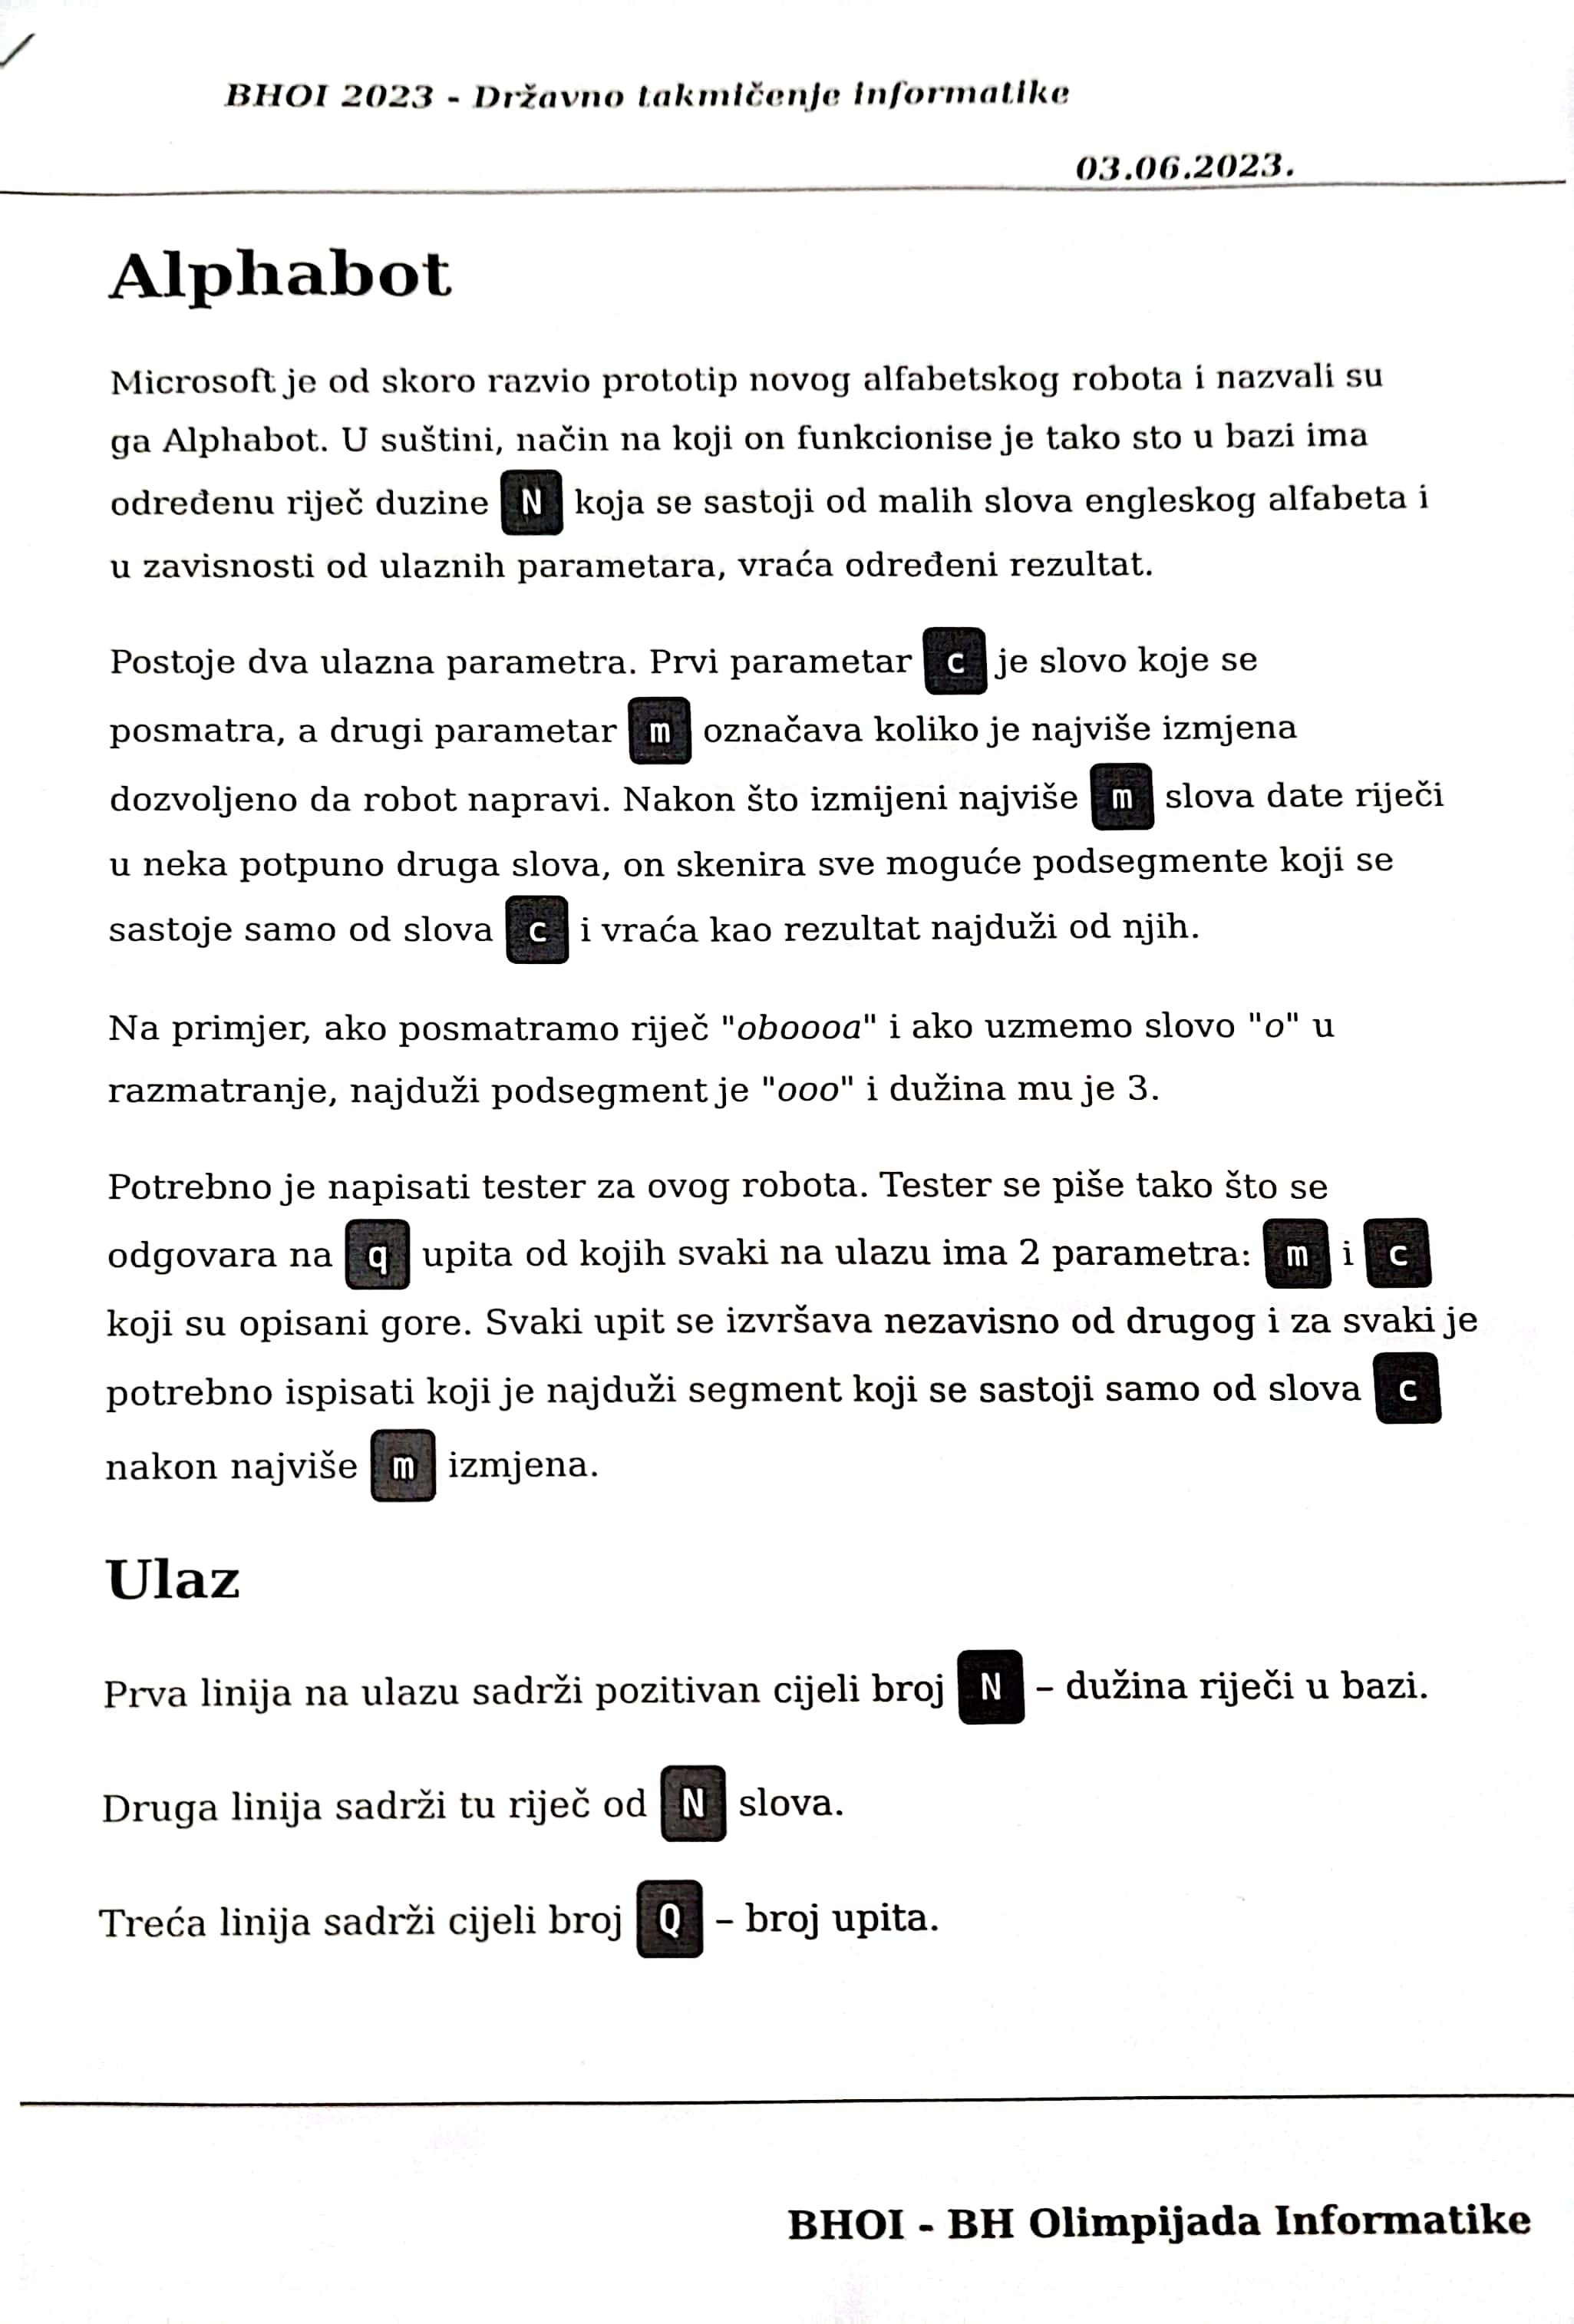 BHOI 2023 - Državno takmičenje informatike
03.06.2023.
Alphabot
Microsoft je od skoro razvio prototip novog alfabetskog robota i nazvali su
ga Alphabot. U suštini, način na koji on funkcionise je tako sto u bazi ima
određenu riječ duzine N koja se sastoji od malih slova engleskog alfabeta i
u zavisnosti od ulaznih parametara, vraća određeni rezultat.
Postoje dva ulazna parametra. Prvi parametar c je slovo koje se
posmatra, a drugi parametar m označava koliko je najviše izmjena
dozvoljeno da robot napravi. Nakon što izmijeni najviše m slova date riječi
u neka potpuno druga slova, on skenira sve moguće podsegmente koji se
sastoje samo od slova c i vraća kao rezultat najduži od njih.
Na primjer, ako posmatramo riječ "oboooa" i ako uzmemo slovo "o" u
razmatranje, najduži podsegment je "ooo" i dužina mu je 3.
Potrebno je napisati tester za ovog robota. Tester se piše tako što se
odgovara na q upita od kojih svaki na ulazu ima 2 parametra: m i c
koji su opisani gore. Svaki upit se izvršava nezavisno od drugog i za svaki je
potrebno ispisati koji je najduži segment koji se sastoji samo od slova c
nakon najviše m izmjena.
Ulaz
Prva linija na ulazu sadrži pozitivan cijeli broj N – dužina riječi u bazi.
Druga linija sadrži tu riječ od N slova.
Treća linija sadrži cijeli broj Q – broj upita.
BHOI - BH Olimpijada Informatike